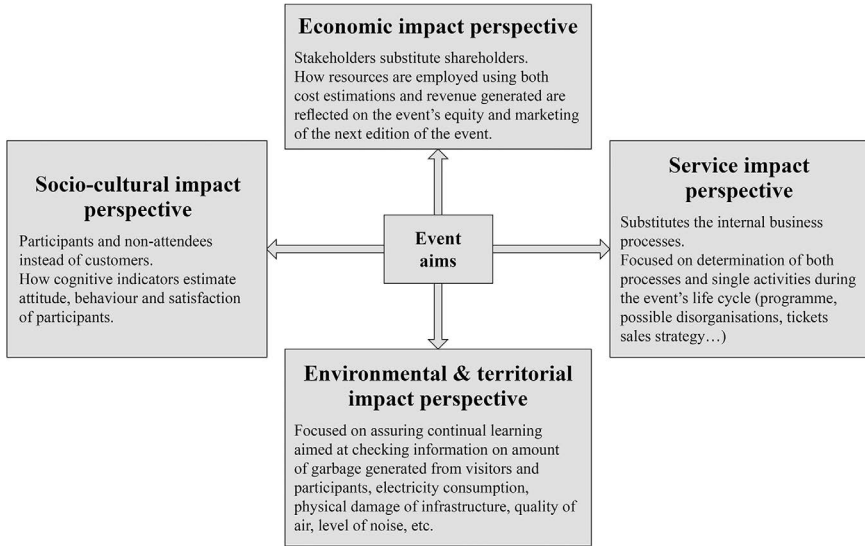 Economic impact perspective
Stakeholders substitute shareholders.
How resources are employed using both
cost estimations and revenue generated are
reflected on the event's equity and marketing
of the next edition of the event.
Socio-cultural impact
perspective
Participants and non-attendees
instead of customers.
How cognitive indicators estimate
attitude, behaviour and satisfaction
of participants.
Event
aims
Service impact
perspective
Substitutes the internal business
processes.
Focused on determination of both
processes and single activities during
the event's life cycle (programme,
possible disorganisations, tickets
sales strategy…)
Environmental & territorial
impact perspective
Focused on assuring continual learning
aimed at checking information on amount
of garbage generated from visitors and
participants, electricity consumption,
physical damage of infrastructure, quality of
air, level of noise, etc.